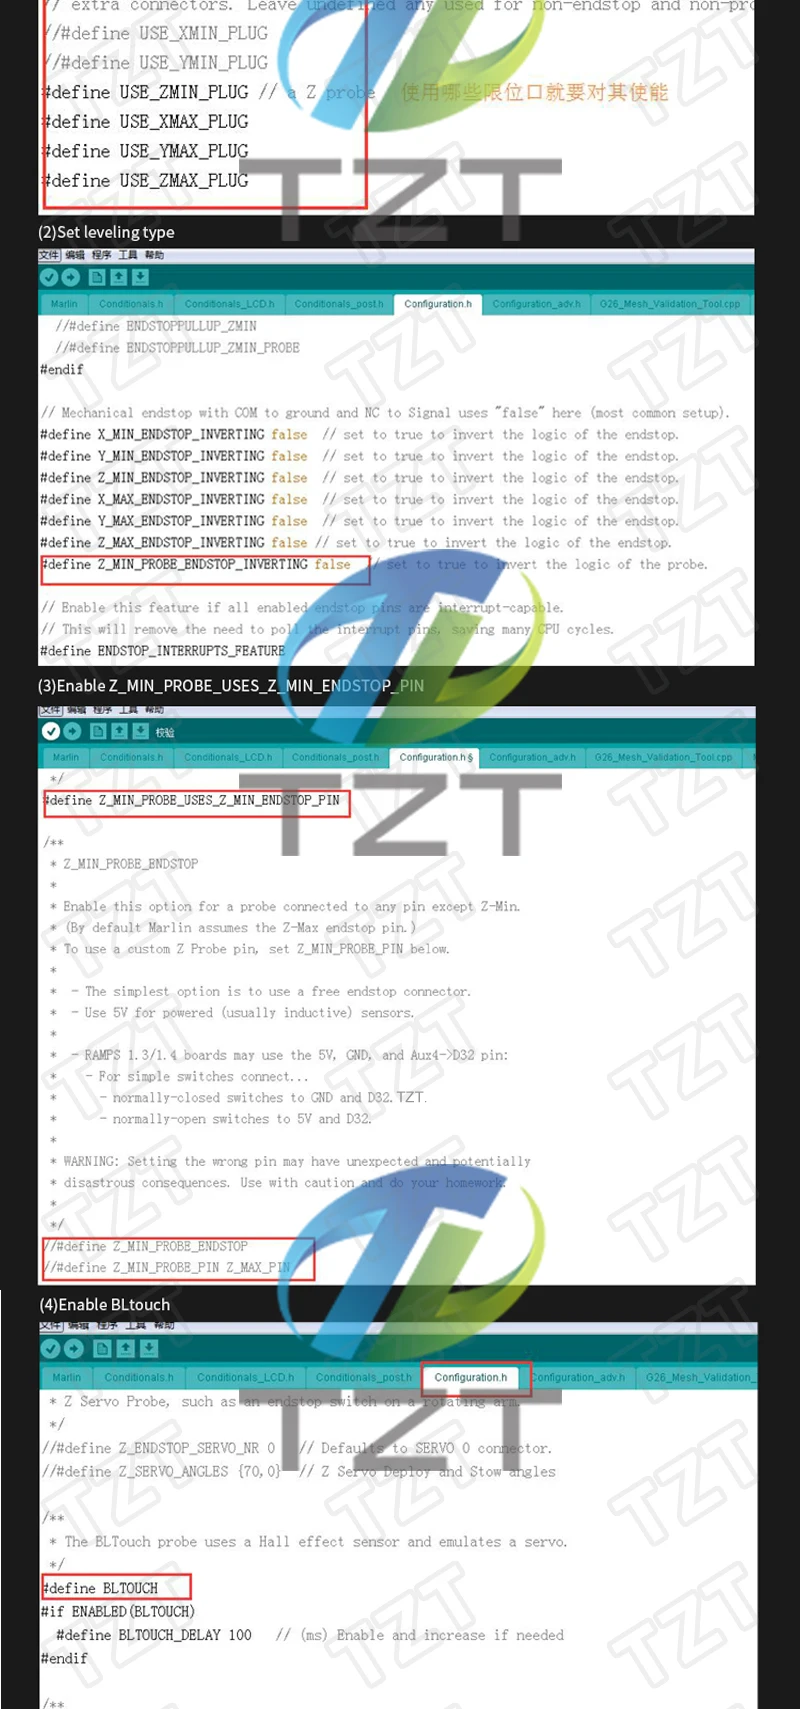 // extra connectors. Leave undefined any used for non-endstop and non-pro
//#define USE_XMIN_PLUG
//#define USE_YMIN_PLUG
#define USE_ZMIN_PLUG // a Z probe 使用哪些限位口就要对其使能
#define USE_XMAX_PLUG
#define USE_YMAX_PLUG
#define USE_ZMAX_PLUG
TZT
(2)Set leveling type
文件 编辑 程序 工具 帮助
Marlin Conditionals.h Conditionals_LCD.h Conditionals_post.h Configuration.h Configuration_adv.h G26_Mesh_Validation_Tool.cpp
//#define ENDSTOPPULLUP_ZMIN
//#define ENDSTOPPULLUP_ZMIN_PROBE
#endif
// Mechanical endstop with COM to ground and NC to Signal uses "false" here (most common setup).
#define X_MIN_ENDSTOP_INVERTING false // set to true to invert the logic of the endstop.
#define Y_MIN_ENDSTOP_INVERTING false // set to true to invert the logic of the endstop.
#define Z_MIN_ENDSTOP_INVERTING false // set to true to invert the logic of the endstop.
#define X_MAX_ENDSTOP_INVERTING false // set to true to invert the logic of the endstop.
#define Y_MAX_ENDSTOP_INVERTING false // set to true to invert the logic of the endstop.
#define Z_MAX_ENDSTOP_INVERTING false // set to true to invert the logic of the endstop.
#define Z_MIN_PROBE_ENDSTOP_INVERTING false // set to true to invert the logic of the probe.
// Enable this feature if all enabled endstop pins are interrupt-capable.
// This will remove the need to poll the interrupt pins, saving many CPU cycles.
#define ENDSTOP_INTERRUPTS_FEATURE
(3)Enable Z_MIN_PROBE_USES_Z_MIN_ENDSTOP_PIN
文件 编辑 程序 工具 帮助
校验
Marlin Conditionals.h Conditionals_LCD.h Conditionals_post.h Configuration.h § Configuration_adv.h G26_Mesh_Validation_Tool.cpp
*/
#define Z_MIN_PROBE_USES_Z_MIN_ENDSTOP_PIN
TZT
/**
* Z_MIN_PROBE_ENDSTOP
*
* Enable this option for a probe connected to any pin except Z-Min.
* (By default Marlin assumes the Z-Max endstop pin.)
* To use a custom Z Probe pin, set Z_MIN_PROBE_PIN below.
*
* - The simplest option is to use a free endstop connector.
* - Use 5V for powered (usually inductive) sensors.
*
* - RAMPS 1.3/1.4 boards may use the 5V, GND, and Aux4->D32 pin:
* - For simple switches connect...
* - normally-closed switches to GND and D32.TZT.
* - normally-open switches to 5V and D32.
*
* WARNING: Setting the wrong pin may have unexpected and potentially
* disastrous consequences. Use with caution and do your homework.
*
*/
//#define Z_MIN_PROBE_ENDSTOP
//#define Z_MIN_PROBE_PIN Z_MAX_PIN
(4)Enable BLtouch
文件 编辑 程序 工具 帮助
Marlin Conditionals.h Conditionals_LCD.h Conditionals_post.h Configuration.h Configuration_adv.h G26_Mesh_Validation_
* Z Servo Probe, such as an endstop switch on a rotating arm.
*/
TZT
//#define Z_ENDSTOP_SERVO_NR 0 // Defaults to SERVO 0 connector.
//#define Z_SERVO_ANGLES {70,0} // Z Servo Deploy and Stow angles
/**
* The BLTouch probe uses a Hall effect sensor and emulates a servo.
*/
#define BLTOUCH
#if ENABLED(BLTOUCH)
#define BLTOUCH_DELAY 100 // (ms) Enable and increase if needed
#endif
/**